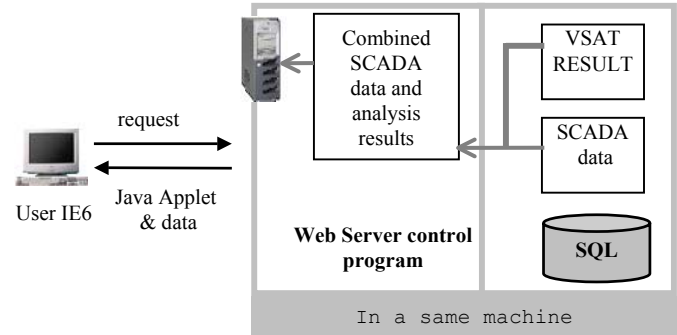 request
Java Applet
& data
User IE6
Combined
SCADA
data and
analysis
results
Web Server control
program
VSAT
RESULT
SCADA
data
SQL
In a same machine